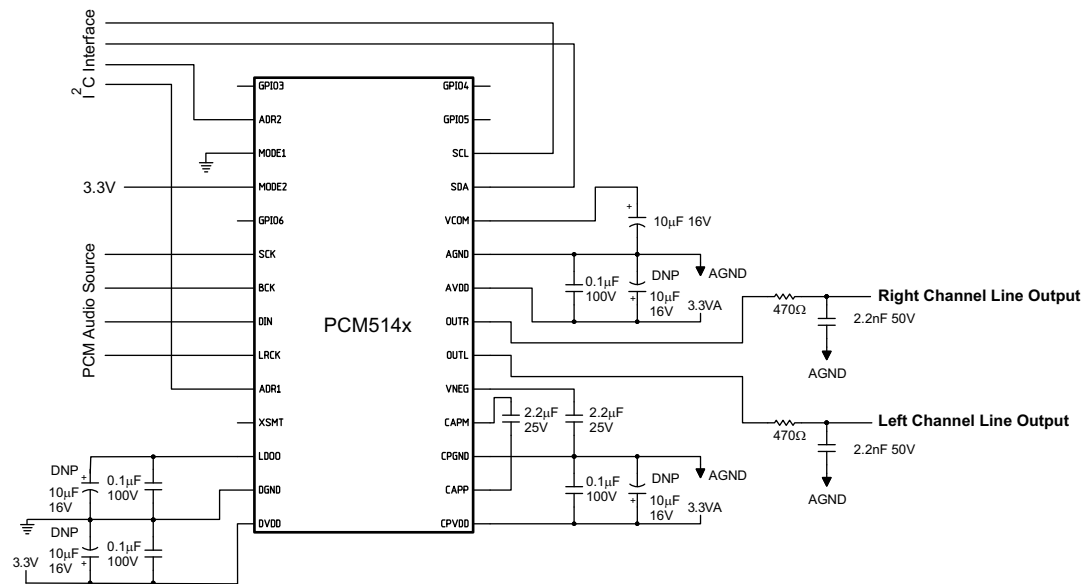 I²C Interface
3.3V
PCM Audio Source
GPIO3
ADR2
MODE1
MODE2
GPIO6
SCK
BCK
DIN
LRCK
ADR1
XSMT
LDOO
DGND
DVDD
PCM514x
GPIO4
GPIO5
SCL
SDA
VCOM
AGND
AVDD
OUTR
OUTL
VNEG
CAPM
CPGND
CAPP
CPVDD
DNP
10µF
16V
0.1µF
100V
DNP
10µF
16V
0.1µF
100V
3.3V
10µF 16V
AGND
0.1µF
100V
DNP
10µF
16V
3.3VA
470Ω
Right Channel Line Output
2.2nF 50V
AGND
2.2µF
25V
2.2µF
25V
470Ω
Left Channel Line Output
2.2nF 50V
AGND
AGND
0.1µF
100V
DNP
10µF
16V
3.3VA